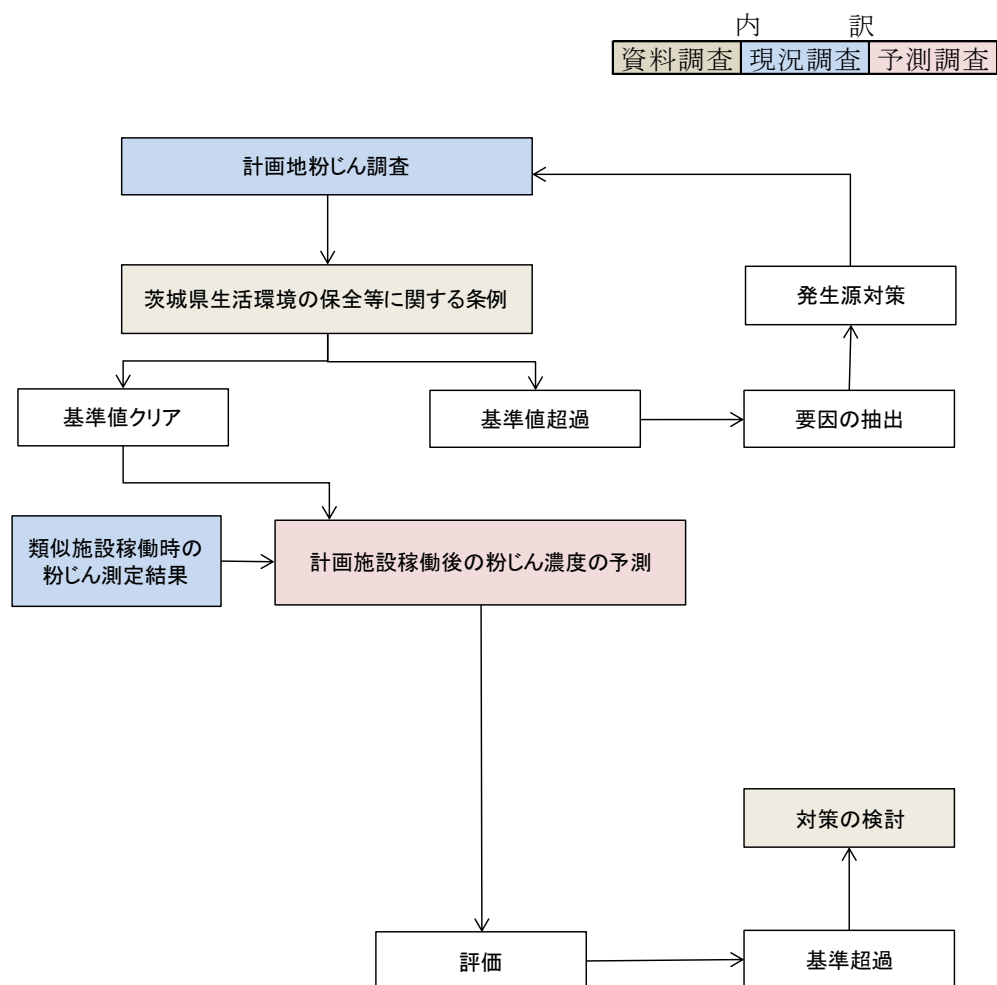 内 訳
資料調査 現況調査 予測調査
計画地粉じん調査
茨城県生活環境の保全等に関する条例
発生源対策
基準値クリア
基準値超過
要因の抽出
類似施設稼働時の
粉じん測定結果
計画施設稼働後の粉じん濃度の予測
対策の検討
評価
基準超過